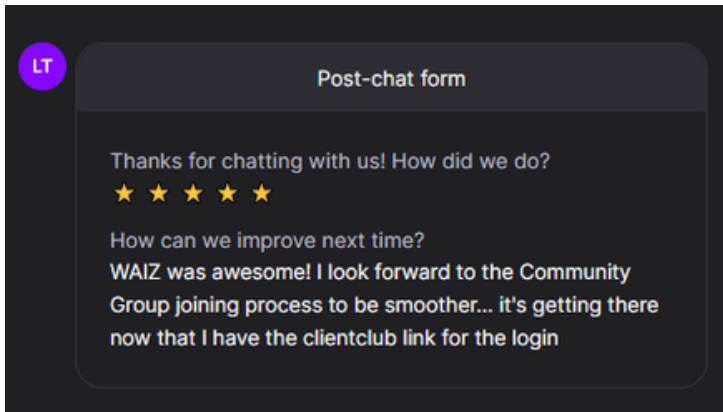 LT
Post-chat form
Thanks for chatting with us! How did we do?
How can we improve next time?
WAIZ was awesome! I look forward to the Community
Group joining process to be smoother... it's getting there
now that I have the clientclub link for the login